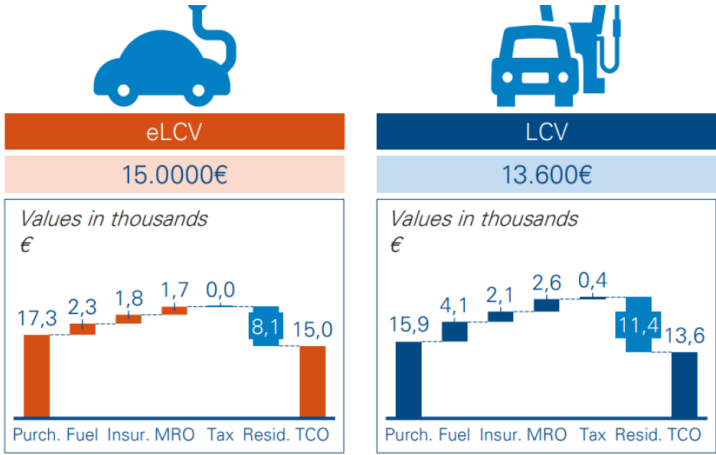 eLCV
15.0000€
Values in thousands
€
17,3 2,3 1,8 1,7 0,0 8,1 15,0
Purch. Fuel Insur. MRO Tax Resid. TCO
LCV
13.600€
Values in thousands
€
15,9 4,1 2,1 2,6 0,4 11,4 13,6
Purch. Fuel Insur. MRO Tax Resid. TCO